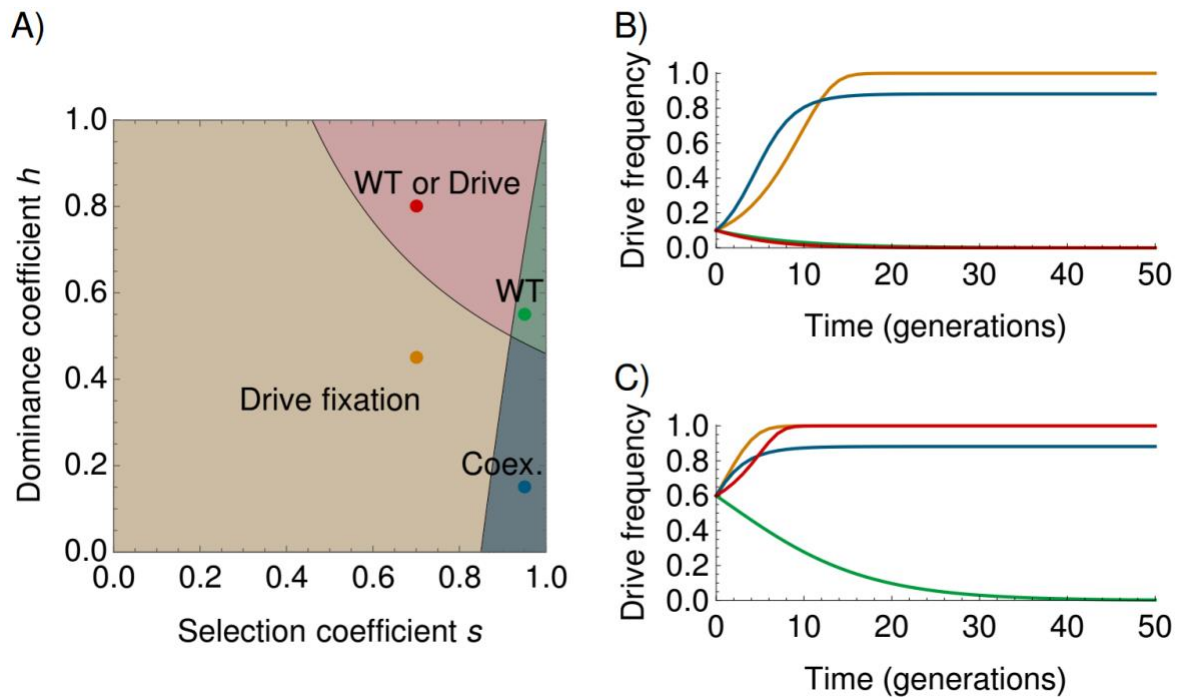 A)
1.0
0.8
0.6
0.4
0.2
0.0
Dominance coefficient h
WT or Drive
WT
Drive fixation
Coex.
0.0 0.2 0.4 0.6 0.8 1.0
Selection coefficient s
B)
Drive frequency
1.0
0.8
0.6
0.4
0.2
0.0
0 10 20 30 40 50
Time (generations)
C)
Drive frequency
1.0
0.8
0.6
0.4
0.2
0.0
0 10 20 30 40 50
Time (generations)